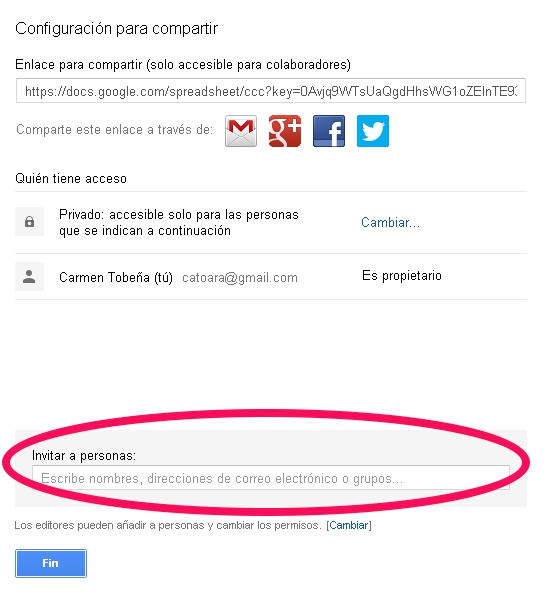 Configuración para compartir
Enlace para compartir (solo accesible para colaboradores)
https://docs.google.com/spreadsheet/ccc?key=0Avjq9WTsUaQgdHhsWG1oZElnTE93
Comparte este enlace a través de:
Quién tiene acceso
Privado: accesible solo para las personas
que se indican a continuación
Cambiar...
Carmen Tobeña (tú) catoara@gmail.com
Es propietario
Invitar a personas:
Escribe nombres, direcciones de correo electrónico o grupos...
Los editores pueden añadir a personas y cambiar los permisos. [Cambiar]
Fin